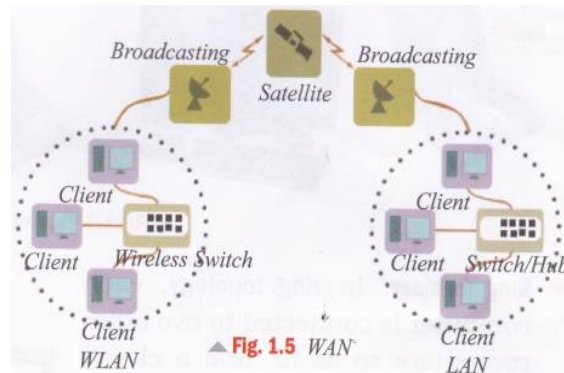 Broadcasting
Broadcasting
Satellite
Client
Client
Wireless Switch
Client
WLAN
Client
Client
Switch/Hub
Client
LAN
▲ Fig. 1.5 WAN